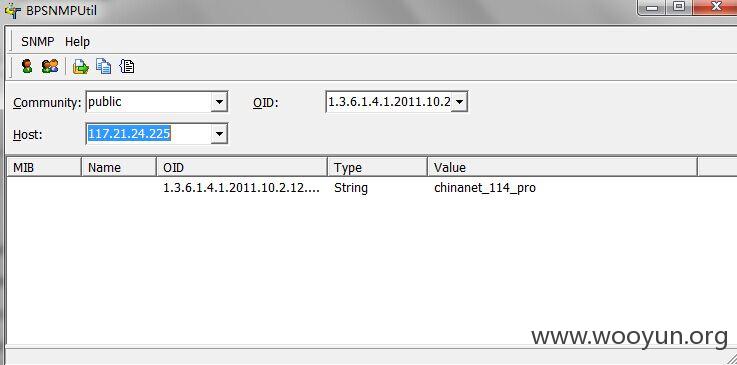 BPSNMPUtil
SNMP Help
Community: public OID: 1.3.6.1.4.1.2011.10.2
Host: 117.21.24.225
MIB Name OID Type Value
1.3.6.1.4.1.2011.10.2.12.... String chinanet_114_pro
www.wooyun.org